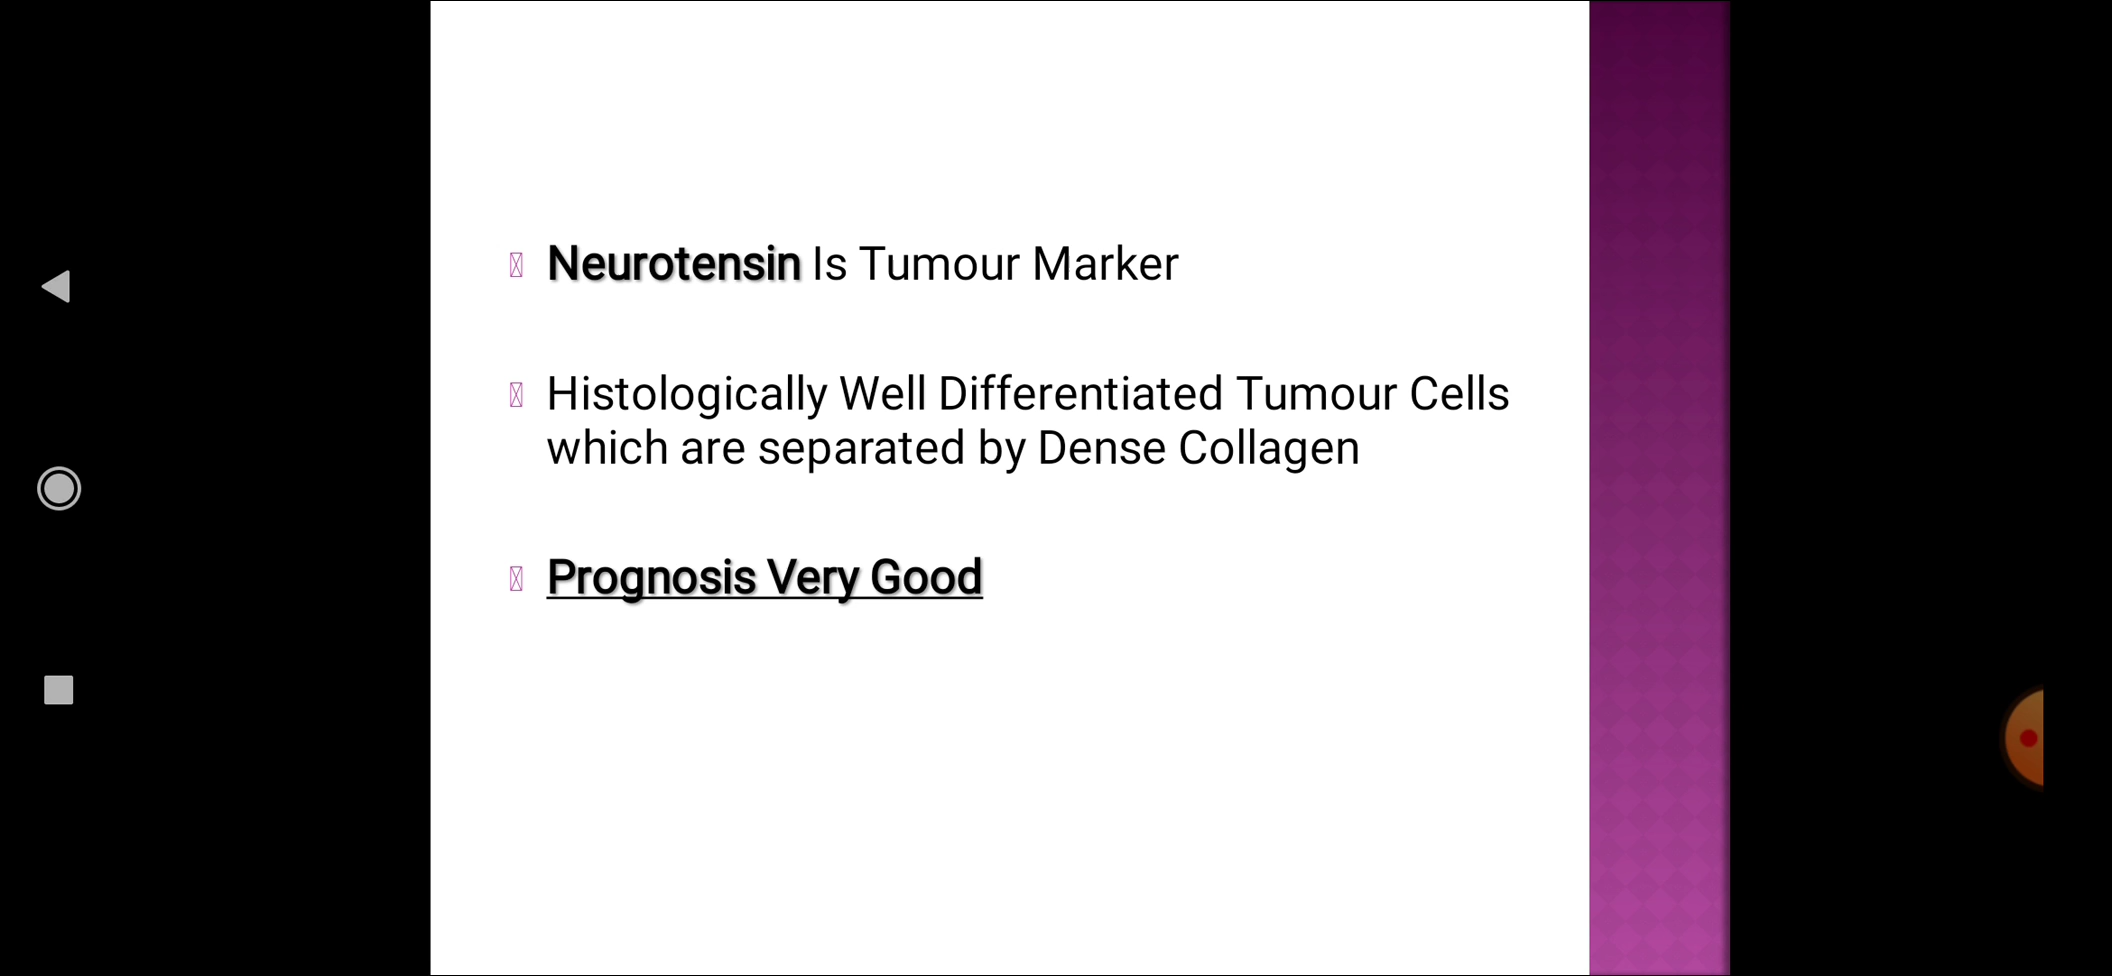 Neurotensin Is Tumour Marker
Histologically Well Differentiated Tumour Cells
which are separated by Dense Collagen
Prognosis Very Good